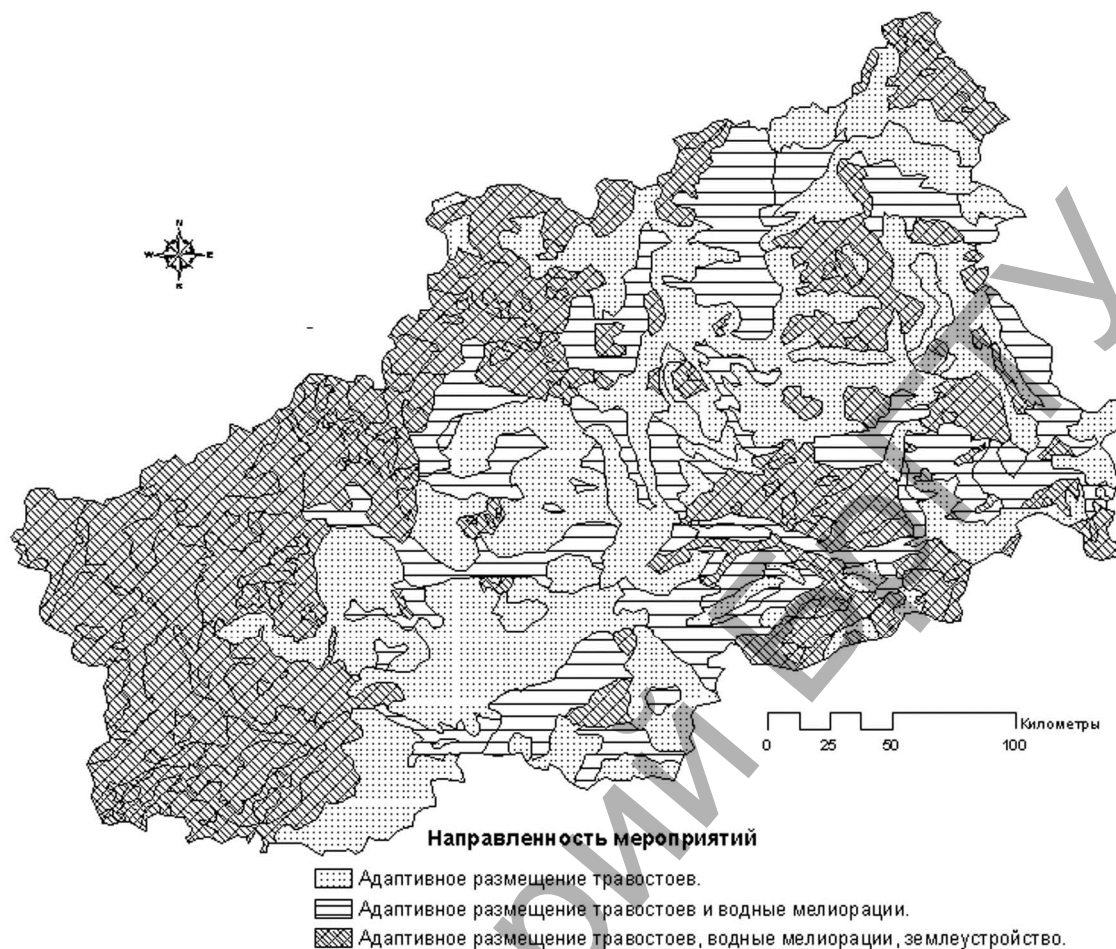 N
W E
S
Километры
0 25 50 100
Направленность мероприятий
Адаптивное размещение травостоев.
Адаптивное размещение травостоев и водные мелиорации.
Адаптивное размещение травостоев, водные мелиорации, землеустройство.